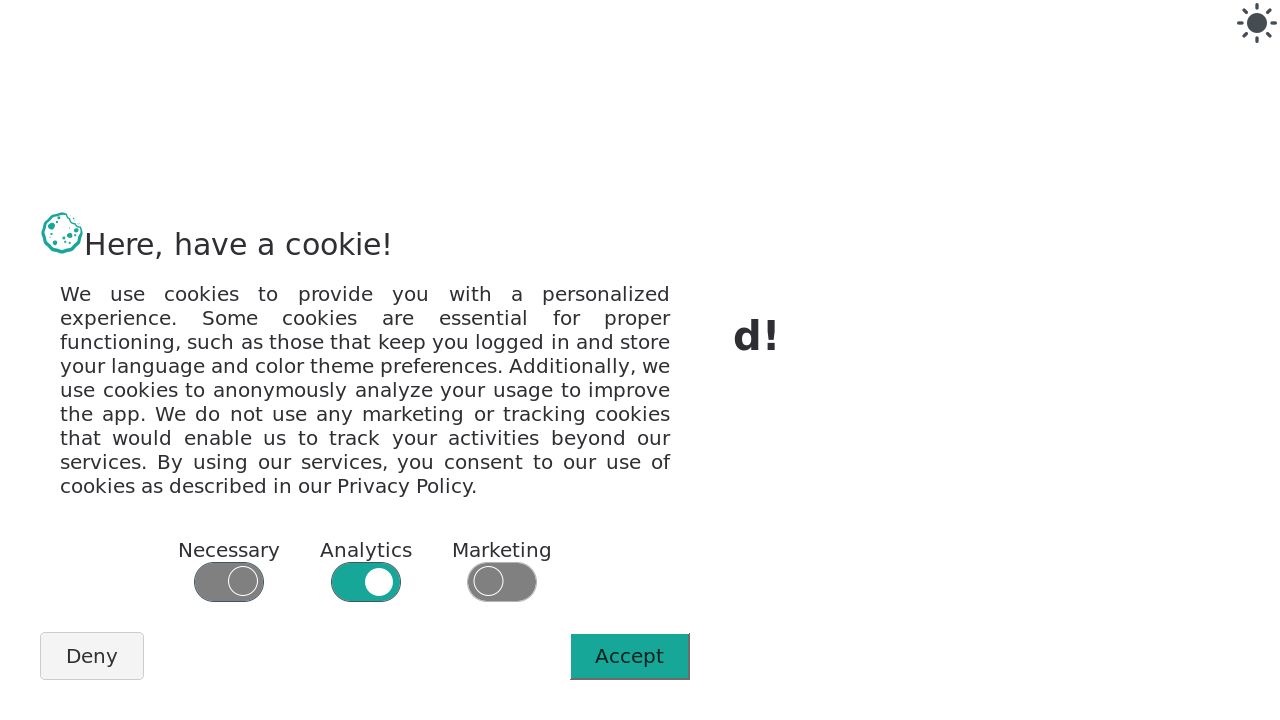 Here, have a cookie!
We use cookies to provide you with a personalized
experience. Some cookies are essential for proper
functioning, such as those that keep you logged in and store
your language and color theme preferences. Additionally, we
use cookies to anonymously analyze your usage to improve
the app. We do not use any marketing or tracking cookies
that would enable us to track your activities beyond our
services. By using our services, you consent to our use of
cookies as described in our Privacy Policy.
d!
Necessary Analytics Marketing
Deny Accept